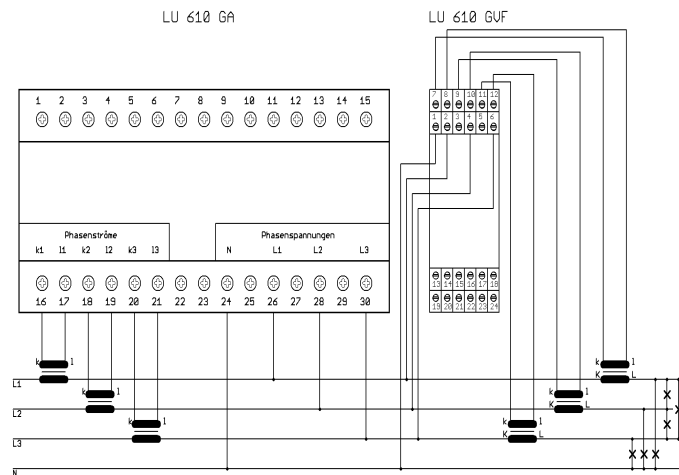 LU 610 GA
LU 610 GVF
7 8 9 10 11 12
1 2 3 4 5 6 7 8 9 10 11 12 13 14 15
1 2 3 4 5 6
Phasenströme
Phasenspannungen
k1 l1 k2 l2 k3 l3 N L1 L2 L3
13 14 15 16 17 18
16 17 18 19 20 21 22 23 24 25 26 27 28 29 30
19 20 21 22 23 24
k l
k l
K L
L1
k l
k l
K L
L2
k l
k l
K L
L3
N